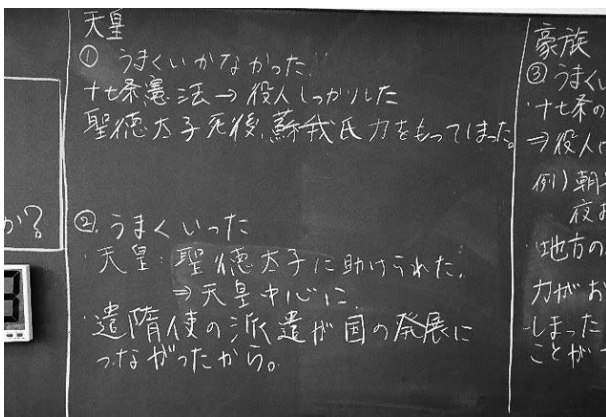 天皇
① うまくいかなかった。
十七条憲法→役人しっかりした
聖徳太子死後、蘇我氏力をもってしまった。
② うまくいった
・天皇：聖徳太子に助けられた。
⇒天皇中心に
・遣隋使の派遣が国の発展に
つながったから。
か?
豪族
③ うまくい
・十七条の
⇒役人
例）朝
夜
・地方の
力がお
しまった
ことが